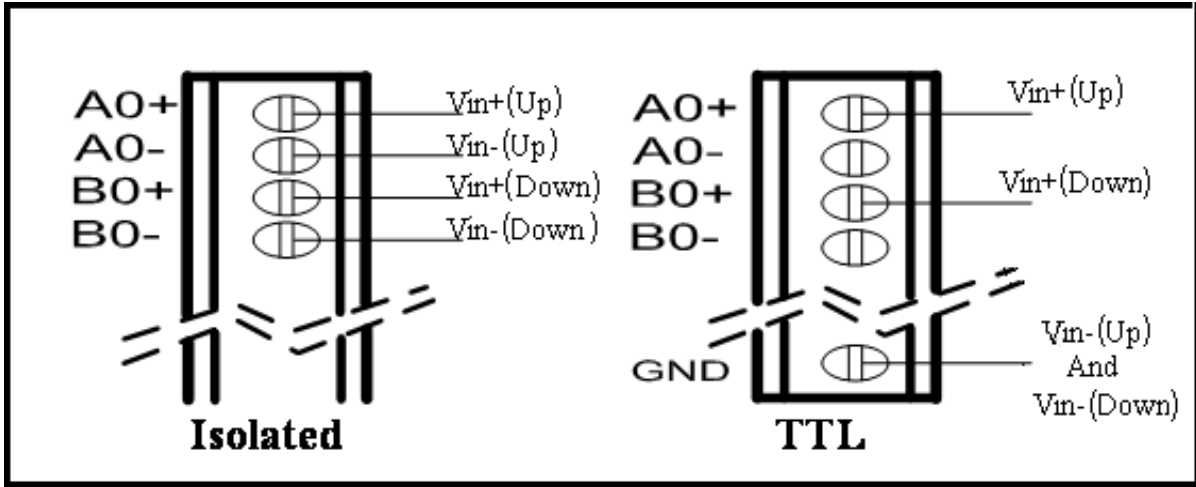 A0+ Vin+(Up)
A0- Vin-(Up)
B0+ Vin+(Down)
B0- Vin-(Down)
Isolated
A0+ Vin+(Up)
A0-
B0+ Vin+(Down)
B0-
GND
Vin-(Up)
And
Vin-(Down)
TTL